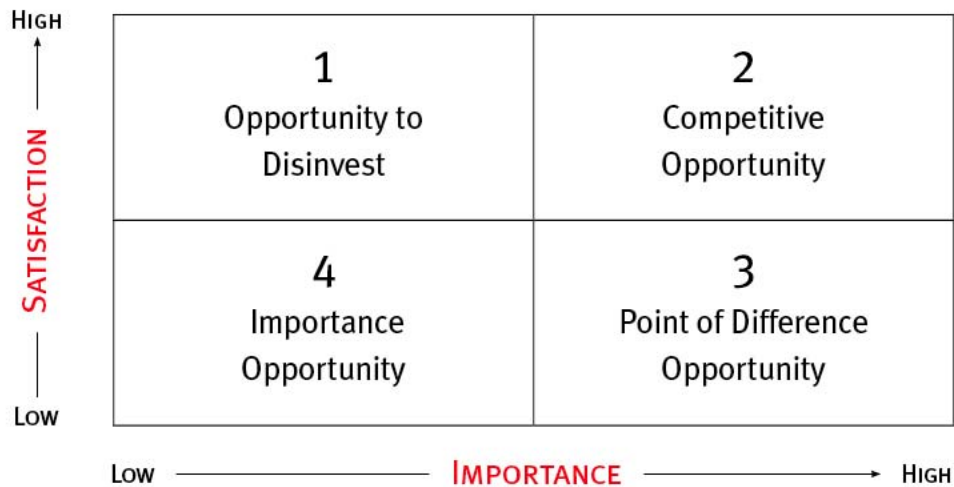 HIGH
SATISFACTION
LOW
1
Opportunity to
Disinvest
2
Competitive
Opportunity
4
Importance
Opportunity
3
Point of Difference
Opportunity
LOW IMPORTANCE HIGH